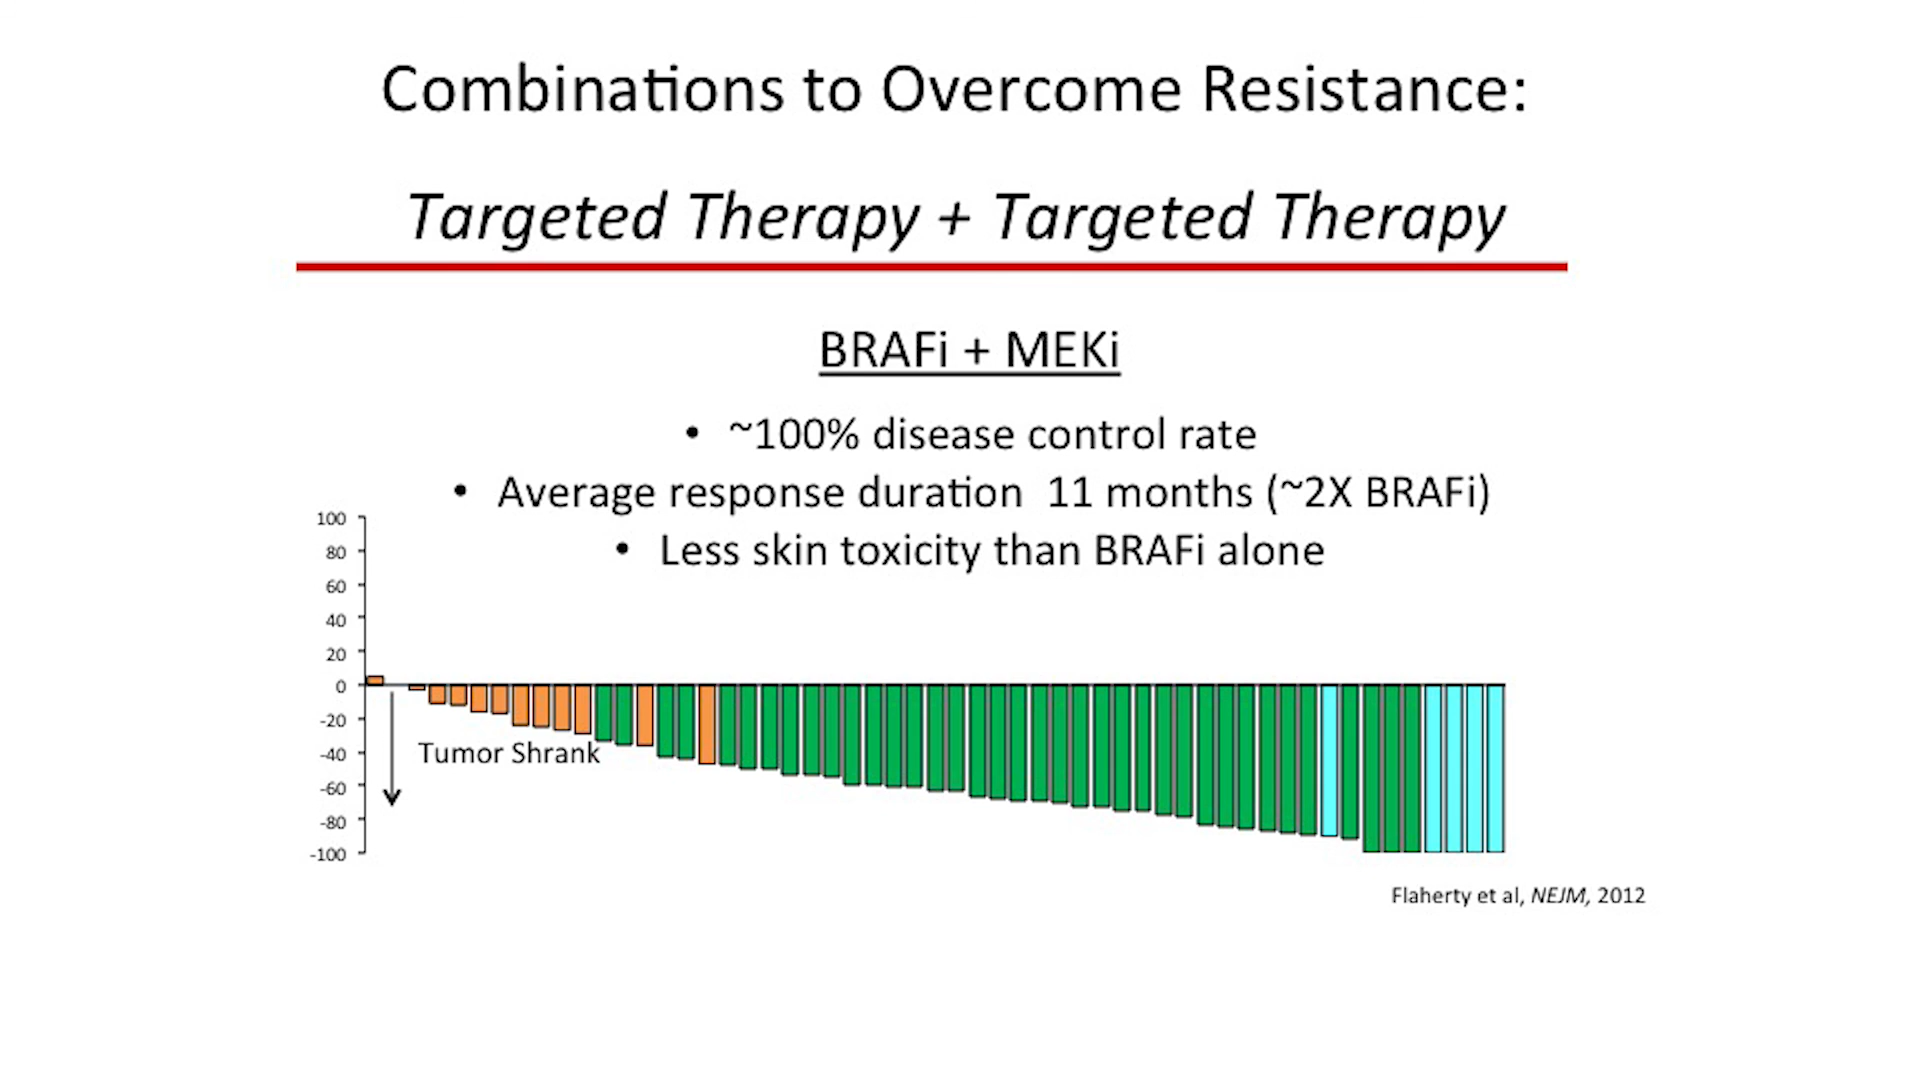 Combinations to Overcome Resistance:
Targeted Therapy + Targeted Therapy
BRAFi + MEKi
• ~100% disease control rate
• Average response duration 11 months (~2X BRAFi)
• Less skin toxicity than BRAFi alone
100
80
60
40
20
0
-20
-40
-60
-80
-100
Tumor Shrank
Flaherty et al, NEJM, 2012